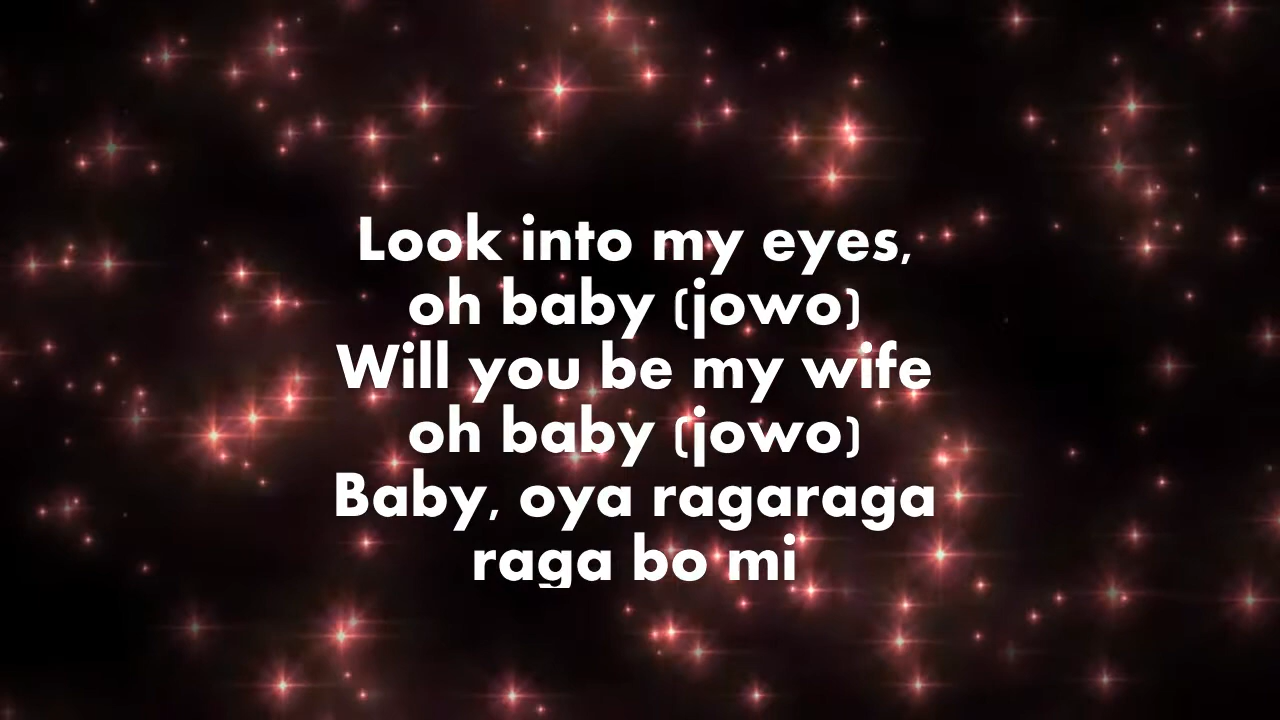 Look into my eyes,
oh baby (jowo)
Will you be my wife
oh baby (jowo)
Baby, oya ragaraga
raga bo mi